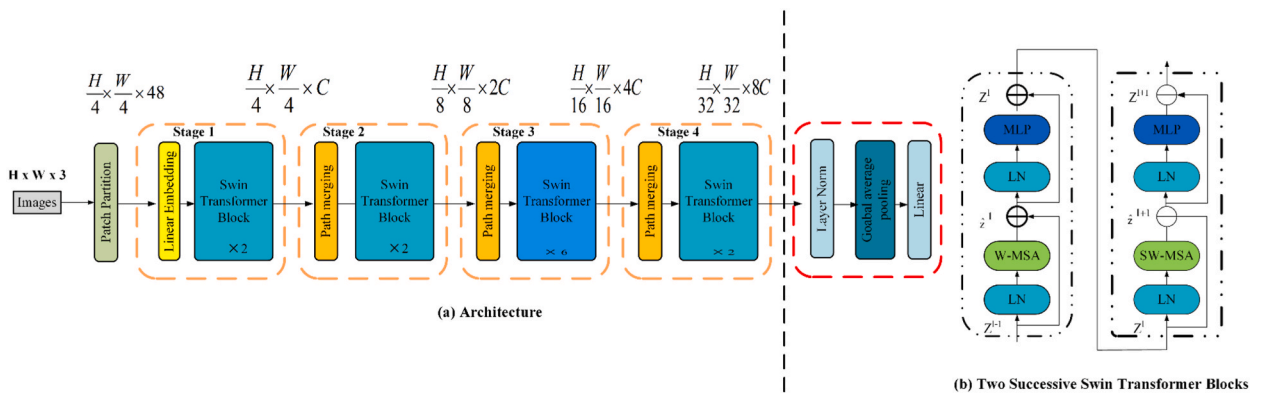 H/4 × W/4 × 48
H/4 × W/4 × C
H/8 × W/8 × 2C
H/16 × W/16 × 4C
H/32 × W/32 × 8C
H x W x 3
Images
Patch Partition
Stage 1
Linear Embedding
Swin
Transformer
Block
×2
Stage 2
Path merging
Swin
Transformer
Block
×2
Stage 3
Path merging
Swin
Transformer
Block
× 6
Stage 4
Path merging
Swin
Transformer
Block
× 2
Layer Norm
Goabal average
pooling
Linear
(a) Architecture
Z^l
MLP
LN
ẑ^l
W-MSA
LN
Z^l-1
Z^l+1
MLP
LN
ẑ^l+1
SW-MSA
LN
Z^l
(b) Two Successive Swin Transformer Blocks